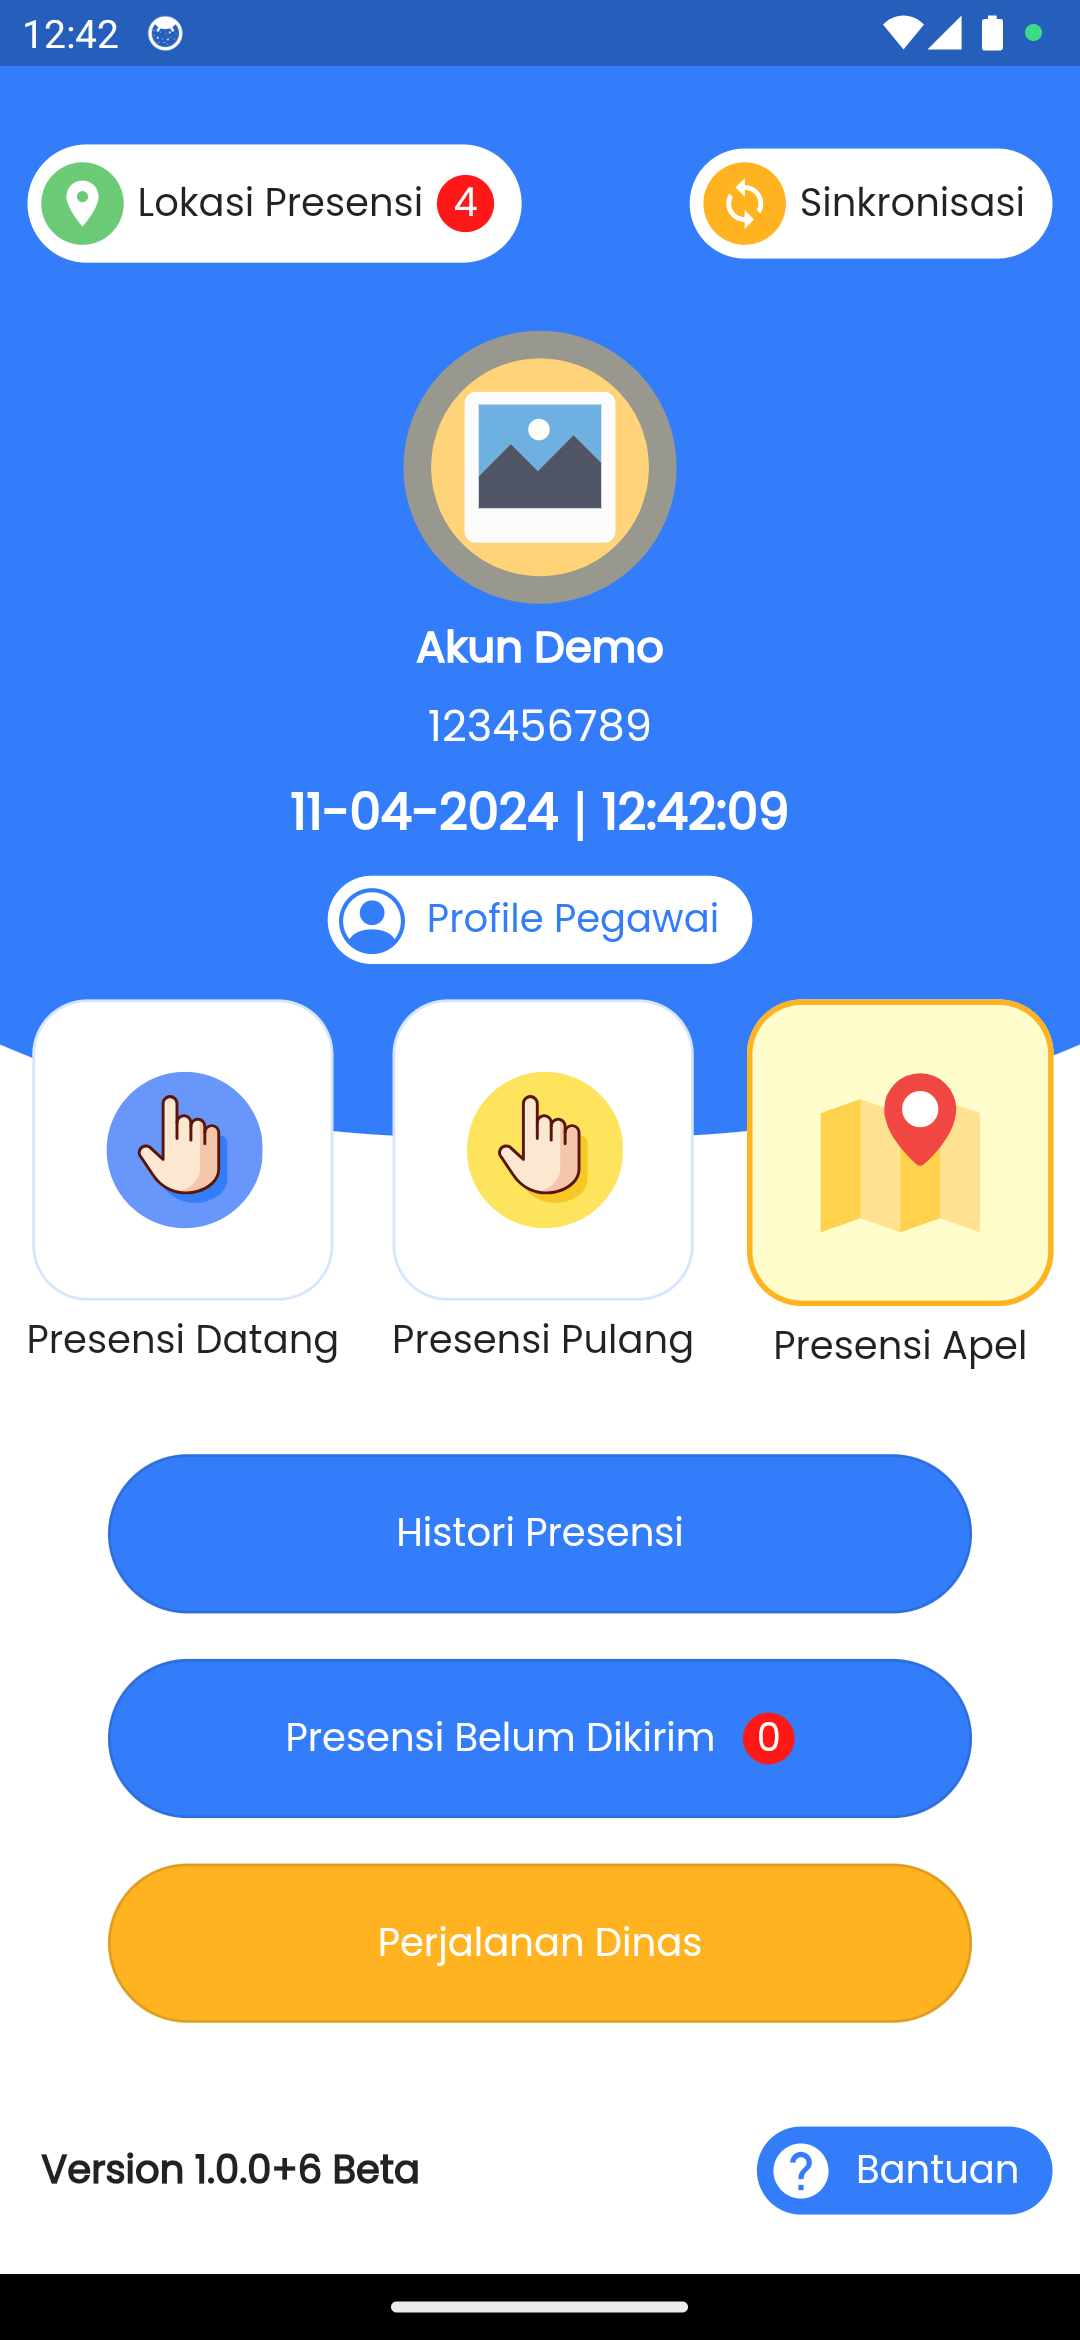 12:42
Lokasi Presensi 4
Sinkronisasi
Akun Demo
123456789
11-04-2024 | 12:42:09
Profile Pegawai
Presensi Datang
Presensi Pulang
Presensi Apel
Histori Presensi
Presensi Belum Dikirim 0
Perjalanan Dinas
Version 1.0.0+6 Beta
? Bantuan